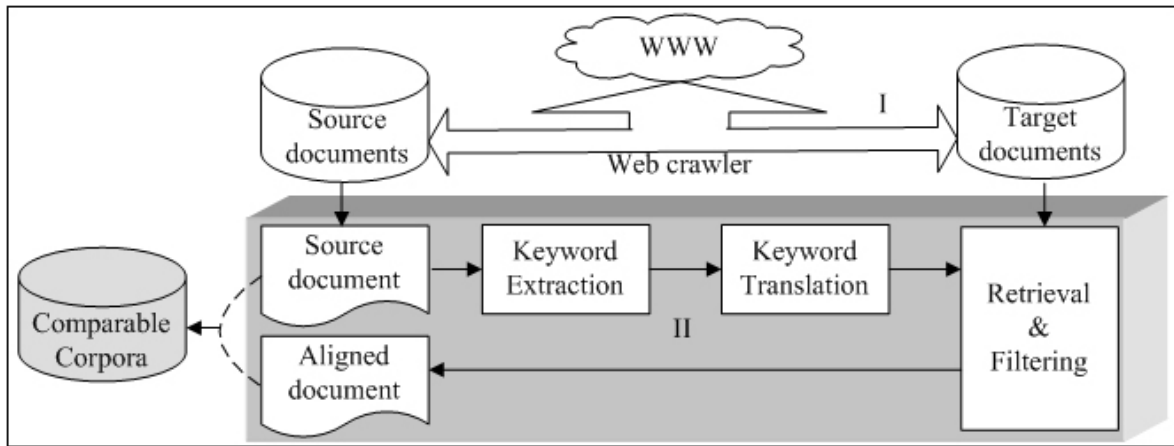 WWW
Source
documents
I
Web crawler
Target
documents
Source
document
Keyword
Extraction
Keyword
Translation
Retrieval
&
Filtering
II
Comparable
Corpora
Aligned
document